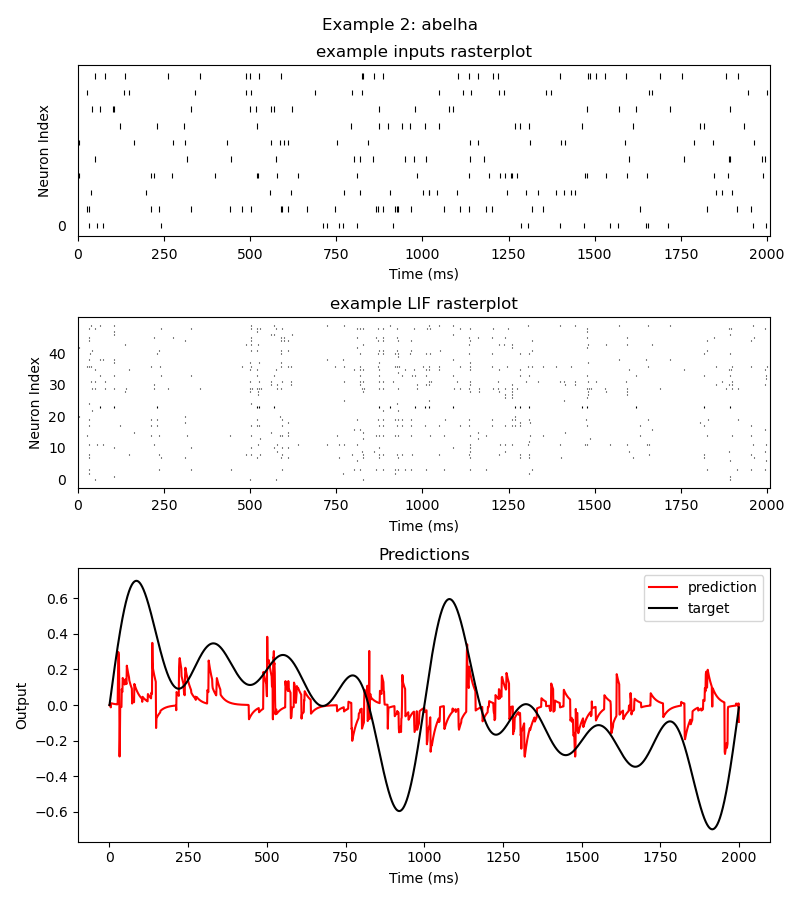 Example 2: abelha
example inputs rasterplot
Neuron Index
0
0 250 500 750 1000 1250 1500 1750 2000
Time (ms)
example LIF rasterplot
Neuron Index
40
30
20
10
0
0 250 500 750 1000 1250 1500 1750 2000
Time (ms)
Predictions
Output
0.6
0.4
0.2
0.0
−0.2
−0.4
−0.6
prediction
target
0 250 500 750 1000 1250 1500 1750 2000
Time (ms)